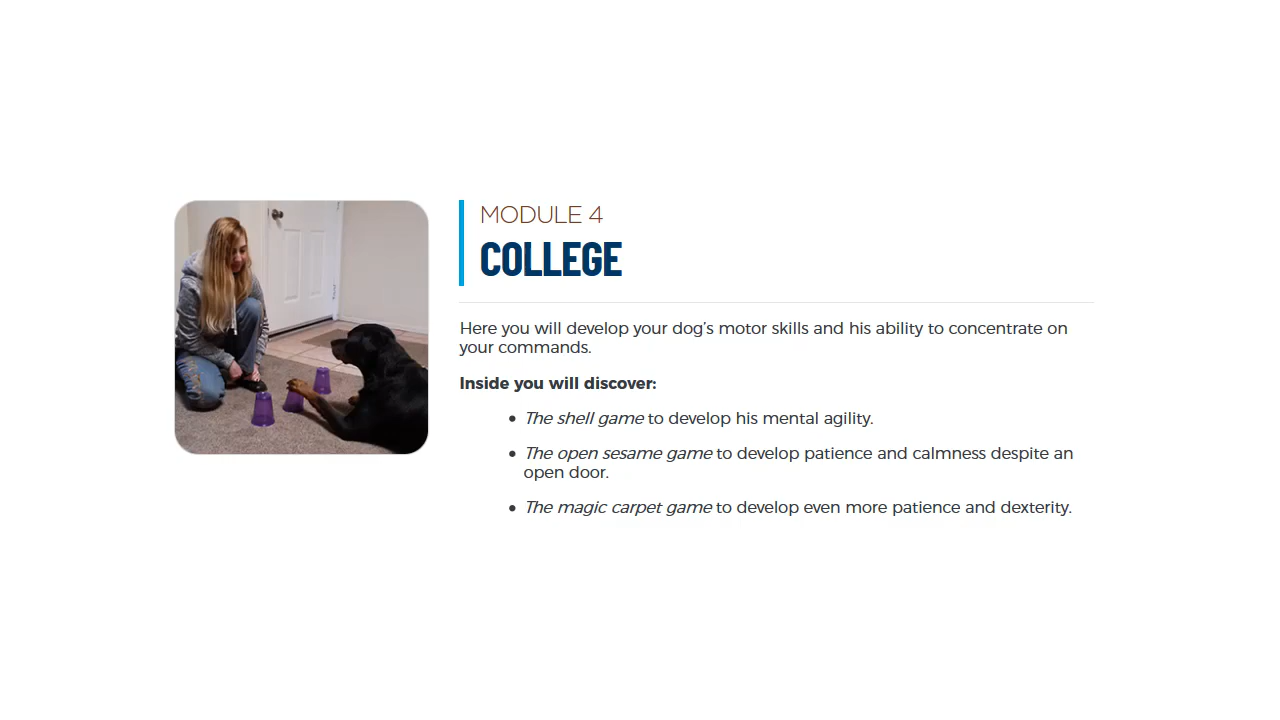 MODULE 4
COLLEGE
Here you will develop your dog’s motor skills and his ability to concentrate on
your commands.
Inside you will discover:
• The shell game to develop his mental agility.
• The open sesame game to develop patience and calmness despite an
open door.
• The magic carpet game to develop even more patience and dexterity.